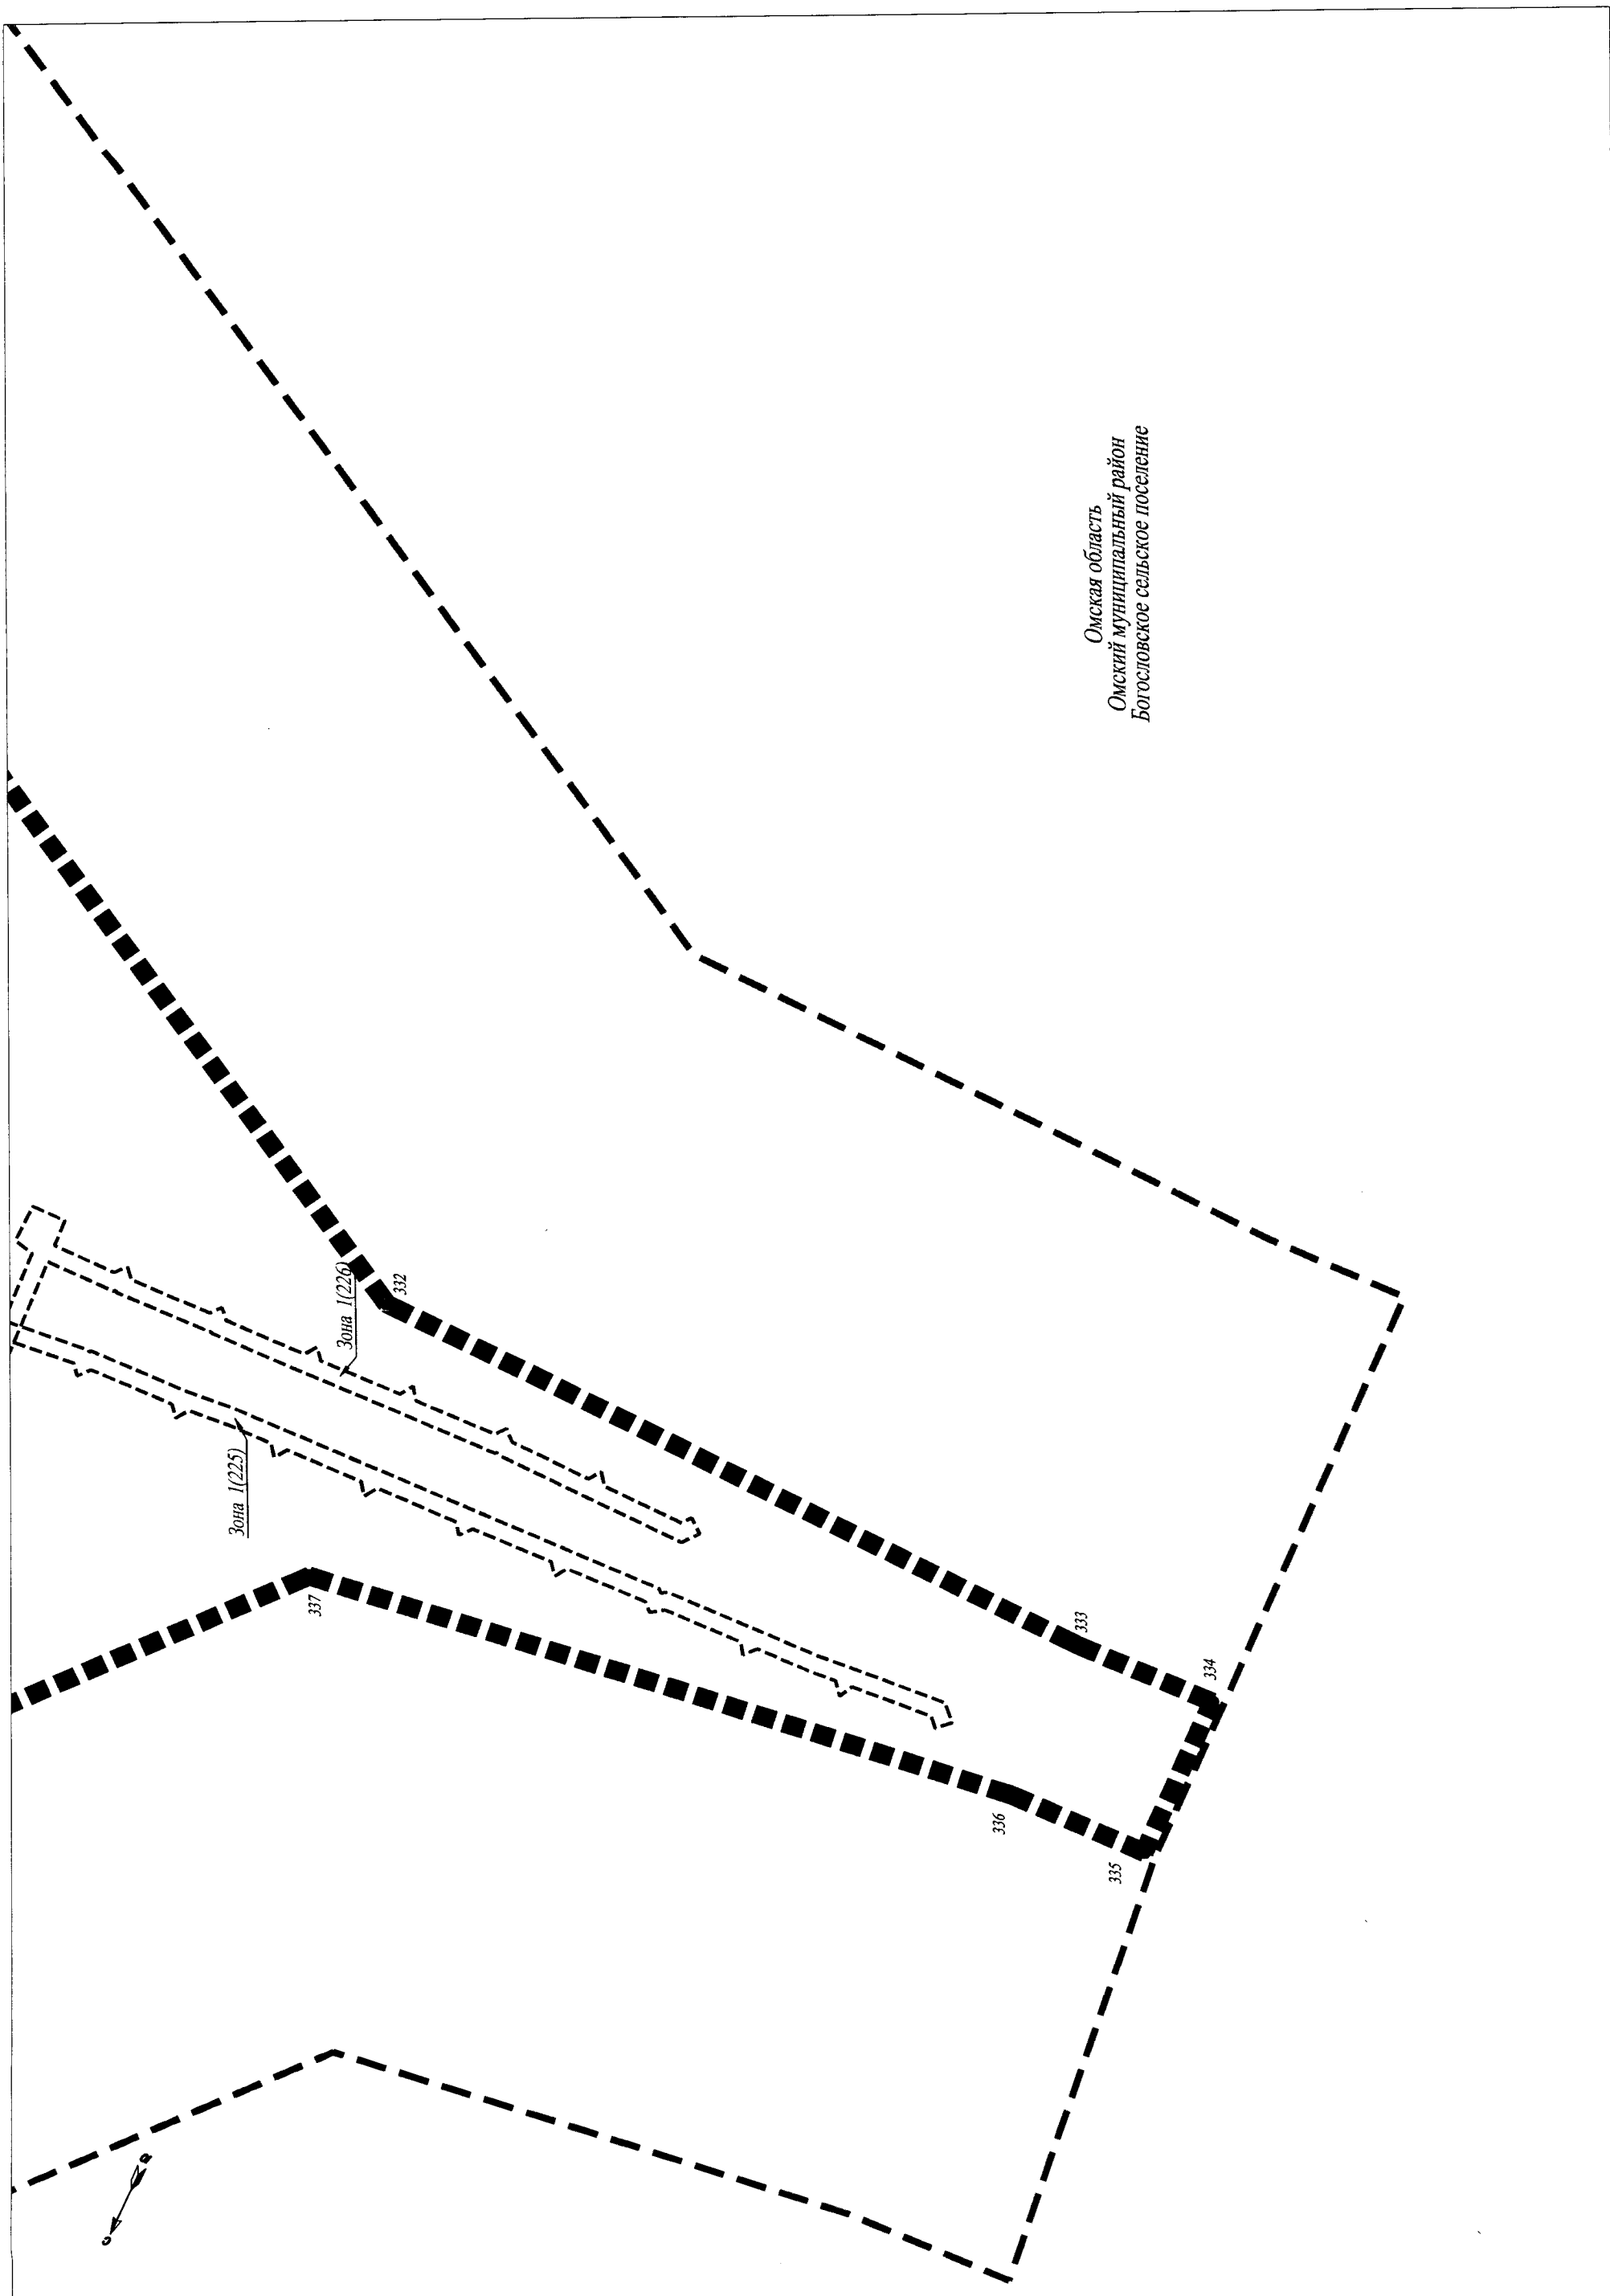 Омская область
Омский муниципальный район
Богословское сельское поселение
Зона 1(226)
332
Зона 1(225)
337
333
334
336
335
с